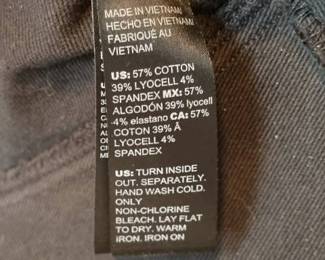 MADE IN VIETNAM
HECHO EN VIETNAM
FABRIQUÉ AU
VIETNAM
US: 57% COTTON
39% LYOCELL 4%
SPANDEX MX: 57%
ALGODÓN 39% lyocell
4% elastano CA: 57%
COTON 39% Â
LYOCELL 4%
SPANDEX
US: TURN INSIDE
OUT. SEPARATELY.
HAND WASH COLD.
ONLY
NON-CHLORINE
BLEACH. LAY FLAT
TO DRY. WARM
IRON. IRON ON